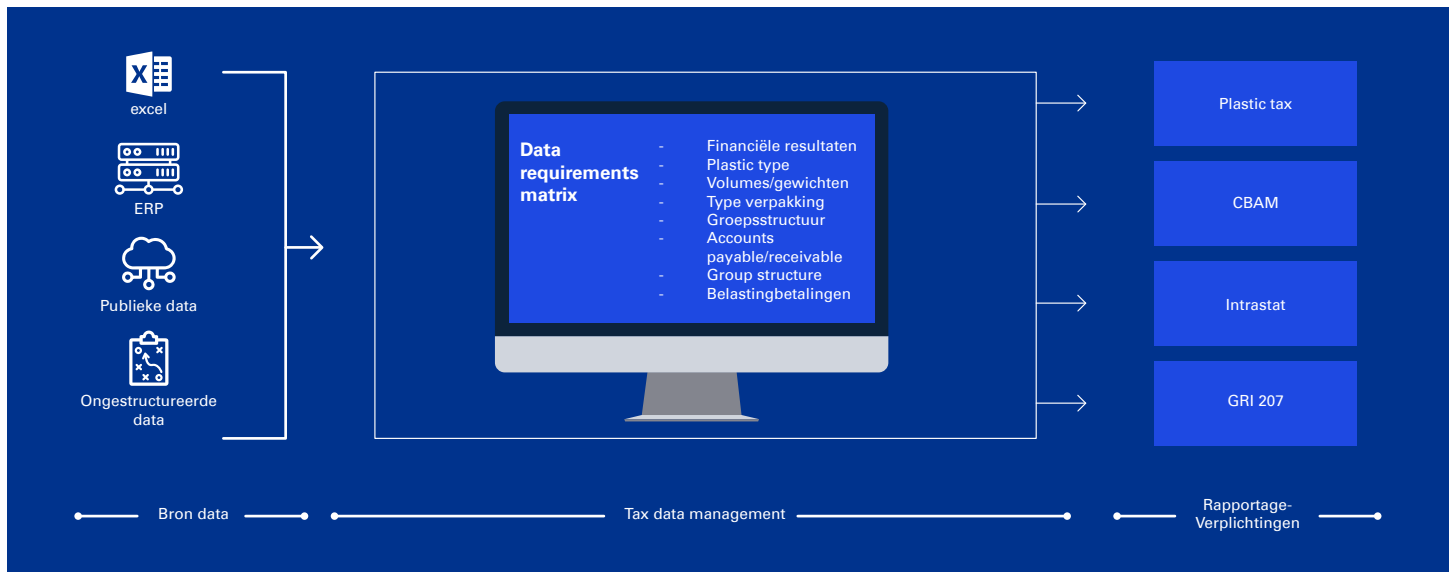 X
excel
ERP
Publieke data
Ongestructureerde
data
Data
requirements
matrix
- Financiële resultaten
- Plastic type
- Volumes/gewichten
- Type verpakking
- Groepsstructuur
- Accounts
payable/receivable
- Group structure
- Belastingbetalingen
Plastic tax
CBAM
Intrastat
GRI 207
Bron data
Tax data management
Rapportage-
Verplichtingen